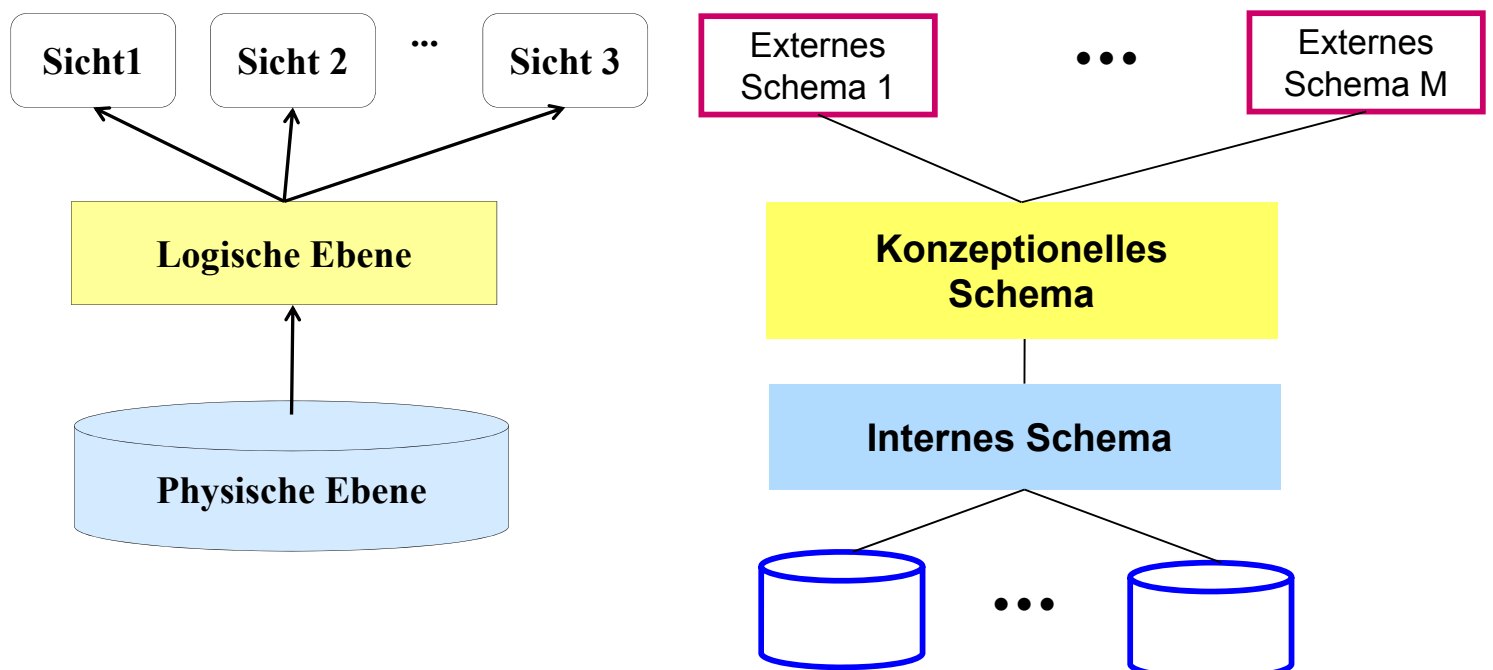 Sicht1
Sicht 2
...
Sicht 3
Logische Ebene
Physische Ebene
Externes
Schema 1
•••
Externes
Schema M
Konzeptionelles
Schema
Internes Schema
•••